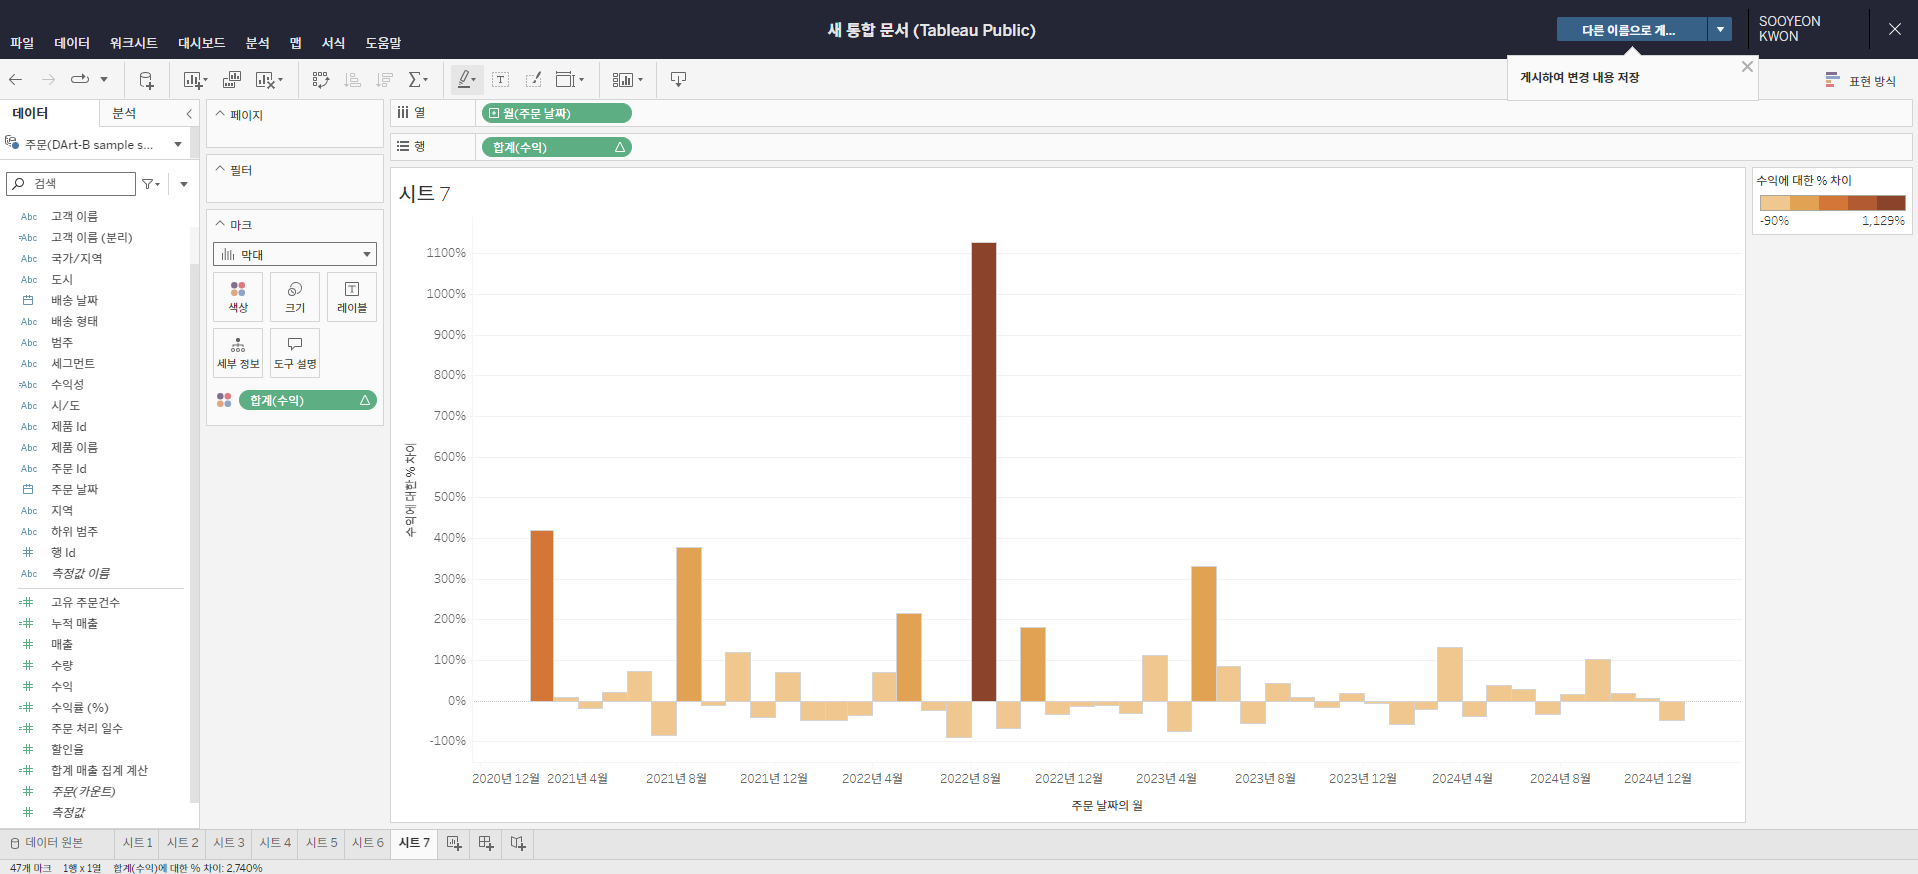 새 통합 문서 (Tableau Public)
다른 이름으로 게...
SOOYEON
KWON
파일 데이터 워크시트 대시보드 분석 맵 서식 도움말
게시하여 변경 내용 저장
표현 방식
데이터 분석
주문(DArt-B sample s...
검색
Abc 고객 이름
=Abc 고객 이름 (분리)
Abc 국가/지역
Abc 도시
배송 날짜
Abc 배송 형태
Abc 범주
Abc 세그먼트
=Abc 수익성
Abc 시/도
Abc 제품 Id
Abc 제품 이름
Abc 주문 Id
주문 날짜
Abc 지역
Abc 하위 범주
# 행 Id
Abc 측정값 이름
=# 고유 주문건수
=# 누적 매출
# 매출
# 수량
# 수익
=# 수익률 (%)
=# 주문 처리 일수
# 할인율
=# 합계 매출 집계 계산
# 주문(카운트)
# 측정값
페이지
필터
마크
막대
색상 크기 레이블
세부 정보 도구 설명
합계(수익) △
열 월(주문 날짜)
행 합계(수익) △
시트 7
수익에 대한 % 차이
1100%
1000%
900%
800%
700%
600%
500%
400%
300%
200%
100%
0%
-100%
2020년 12월 2021년 4월 2021년 8월 2021년 12월 2022년 4월 2022년 8월 2022년 12월 2023년 4월 2023년 8월 2023년 12월 2024년 4월 2024년 8월 2024년 12월
주문 날짜의 월
수익에 대한 % 차이
-90% 1,129%
데이터 원본 시트 1 시트 2 시트 3 시트 4 시트 5 시트 6 시트 7
47개 마크 1행 x 1열 합계(수익)에 대한 % 차이: 2,740%